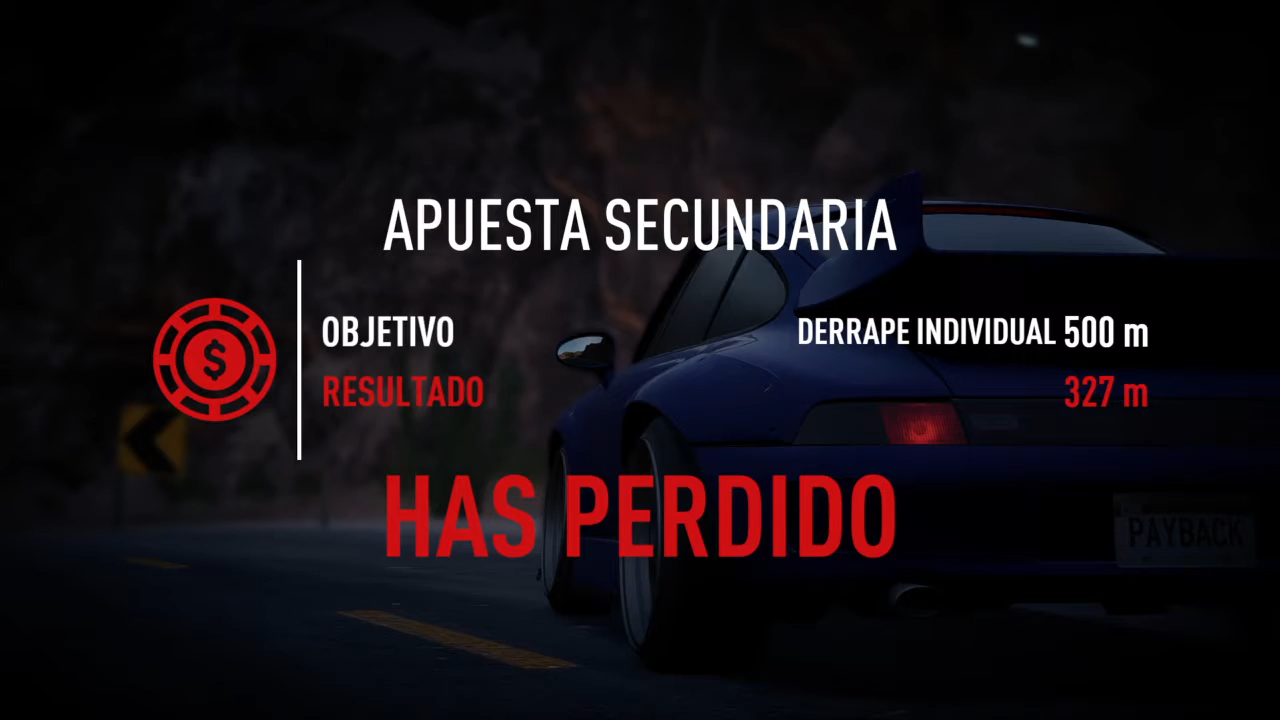 APUESTA SECUNDARIA
$
OBJETIVO DERRAPE INDIVIDUAL 500 m
RESULTADO 327 m
HAS PERDIDO
PAYBACK